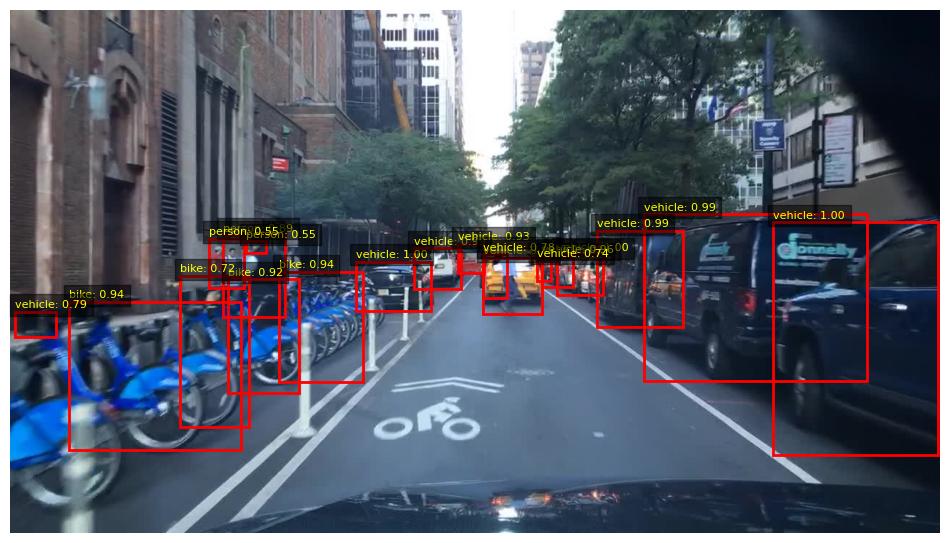 person: 0.55
person: 0.55
vehicle: 0.79
bike: 0.94
bike: 0.72
bike: 0.92
bike: 0.94
vehicle: 1.00
vehicle: 0.93
vehicle: 0.78
vehicle: 0.74
vehicle: 0.99
vehicle: 0.99
vehicle: 1.00
Donnelly